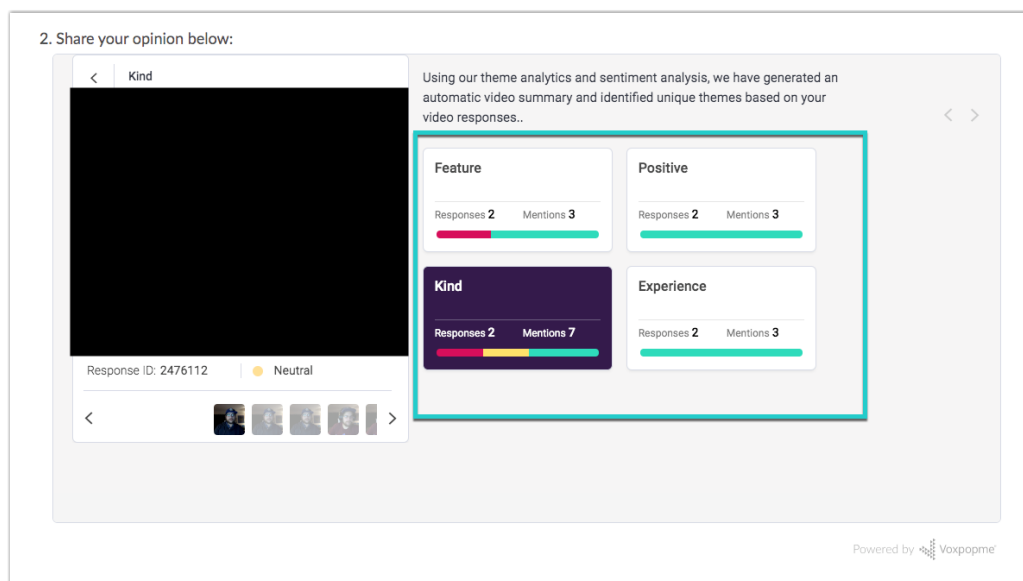 2. Share your opinion below:
Kind
Using our theme analytics and sentiment analysis, we have generated an
automatic video summary and identified unique themes based on your
video responses..
Feature
Responses 2 Mentions 3
Positive
Responses 2 Mentions 3
Kind
Responses 2 Mentions 7
Experience
Responses 2 Mentions 3
Response ID: 2476112
Neutral
Powered by Voxpopme